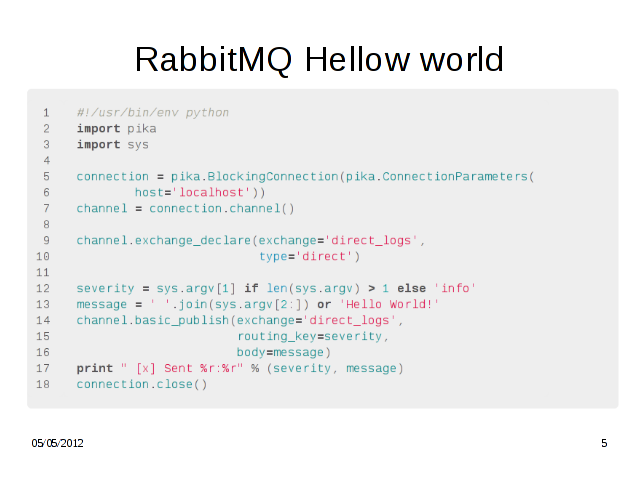 RabbitMQ Hellow world
1 #!/usr/bin/env python
2 import pika
3 import sys
4
5 connection = pika.BlockingConnection(pika.ConnectionParameters(
6         host='localhost'))
7 channel = connection.channel()
8
9 channel.exchange_declare(exchange='direct_logs',
10                          type='direct')
11
12 severity = sys.argv[1] if len(sys.argv) > 1 else 'info'
13 message = ' '.join(sys.argv[2:]) or 'Hello World!'
14 channel.basic_publish(exchange='direct_logs',
15                       routing_key=severity,
16                       body=message)
17 print " [x] Sent %r:%r" % (severity, message)
18 connection.close()
05/05/2012 5